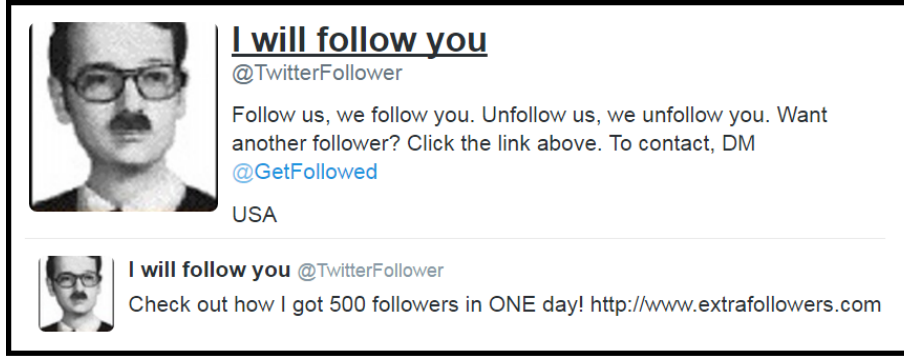 I will follow you
@TwitterFollower
Follow us, we follow you. Unfollow us, we unfollow you. Want
another follower? Click the link above. To contact, DM
@GetFollowed
USA
I will follow you @TwitterFollower
Check out how I got 500 followers in ONE day! http://www.extrafollowers.com